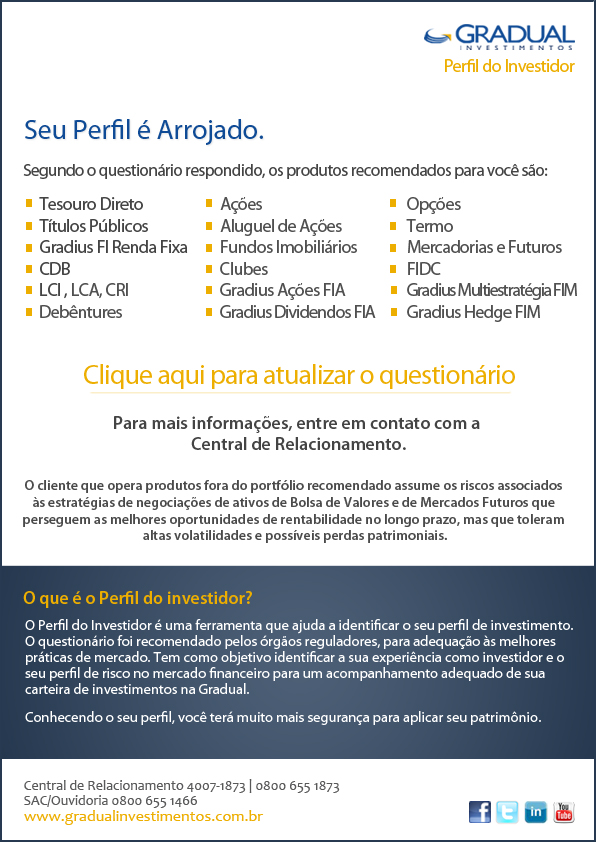 GRADUAL
INVESTIMENTOS
Perfil do Investidor
Seu Perfil é Arrojado.
Segundo o questionário respondido, os produtos recomendados para você são:
Tesouro Direto
Títulos Públicos
Gradius FI Renda Fixa
CDB
LCI , LCA, CRI
Debêntures
Ações
Aluguel de Ações
Fundos Imobiliários
Clubes
Gradius Ações FIA
Gradius Dividendos FIA
Opções
Termo
Mercadorias e Futuros
FIDC
Gradius Multiestratégia FIM
Gradius Hedge FIM
Clique aqui para atualizar o questionário
Para mais informações, entre em contato com a
Central de Relacionamento.
O cliente que opera produtos fora do portfólio recomendado assume os riscos associados
às estratégias de negociações de ativos de Bolsa de Valores e de Mercados Futuros que
perseguem as melhores oportunidades de rentabilidade no longo prazo, mas que toleram
altas volatilidades e possíveis perdas patrimoniais.
O que é o Perfil do investidor?
O Perfil do Investidor é uma ferramenta que ajuda a identificar o seu perfil de investimento.
O questionário foi recomendado pelos órgãos reguladores, para adequação às melhores
práticas de mercado. Tem como objetivo identificar a sua experiência como investidor e o
seu perfil de risco no mercado financeiro para um acompanhamento adequado de sua
carteira de investimentos na Gradual.
Conhecendo o seu perfil, você terá muito mais segurança para aplicar seu patrimônio.
Central de Relacionamento 4007-1873 | 0800 655 1873
SAC/Ouvidoria 0800 655 1466
www.gradualinvestimentos.com.br
f t in You Tube